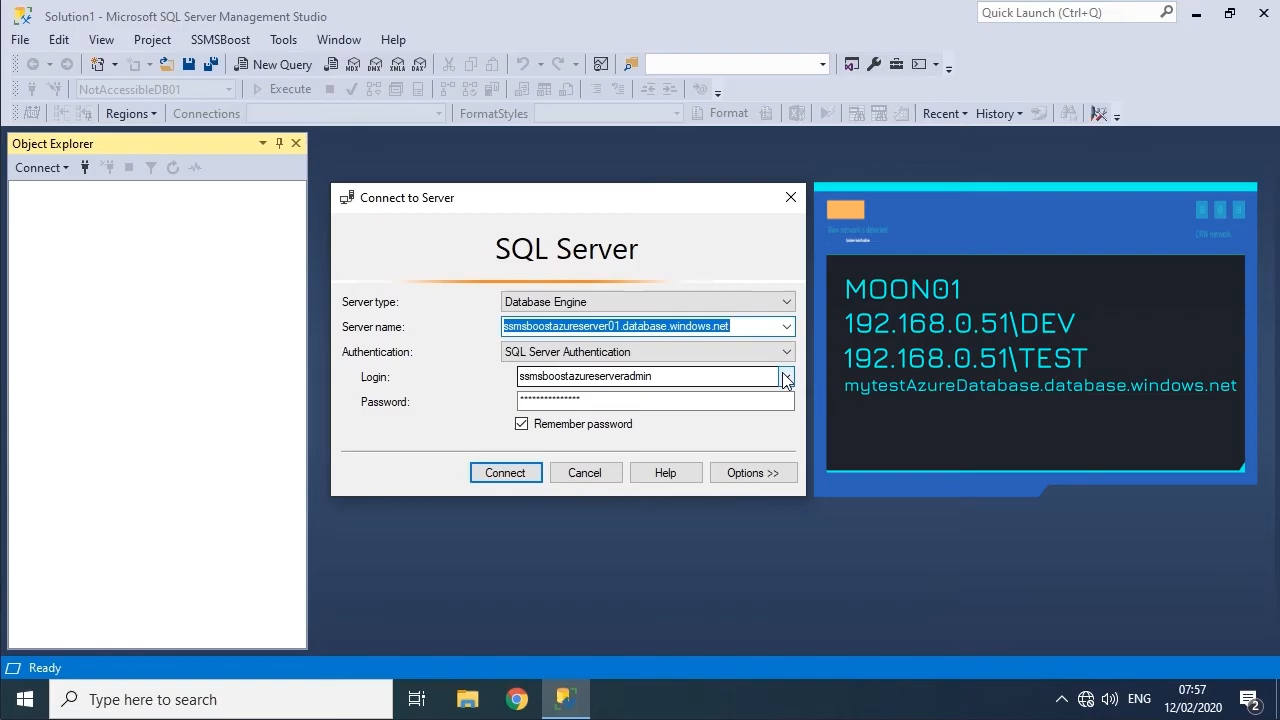 Solution1 - Microsoft SQL Server Management Studio
Quick Launch (Ctrl+Q)
File Edit View Project SSMSBoost Tools Window Help
New Query
NotAccessibleDB01 Execute
Regions Connections FormatStyles Format Recent History
Object Explorer
Connect
Connect to Server
SQL Server
Server type: Database Engine
Server name: ssmsboostazureserver01.database.windows.net
Authentication: SQL Server Authentication
Login: ssmsboostazureserveradmin
Password: ***************
Remember password
Connect Cancel Help Options >>
MOON01
192.168.0.51\DEV
192.168.0.51\TEST
mytestAzureDatabase.database.windows.net
Ready
Type here to search
ENG
07:57
12/02/2020
2